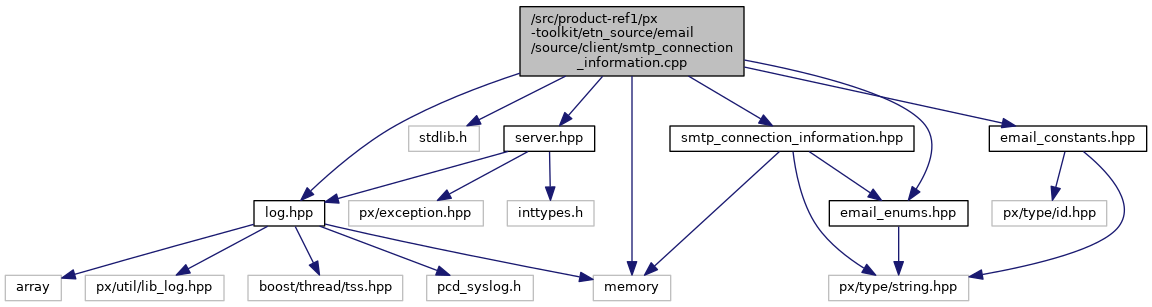 /src/product-ref1/px
-toolkit/etn_source/email
/source/client/smtp_connection
_information.cpp
stdlib.h
server.hpp
smtp_connection_information.hpp
email_constants.hpp
log.hpp
px/exception.hpp
inttypes.h
email_enums.hpp
px/type/id.hpp
array
px/util/lib_log.hpp
boost/thread/tss.hpp
pcd_syslog.h
memory
px/type/string.hpp